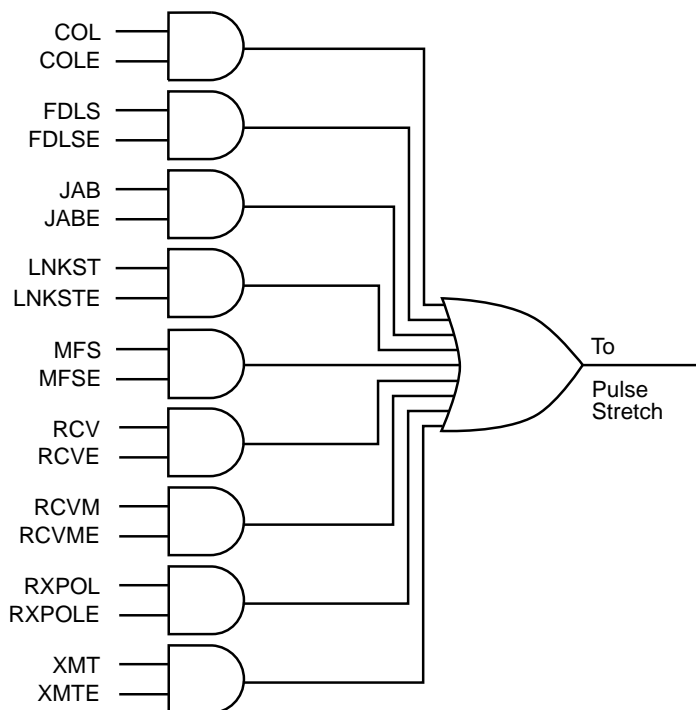 COL
COLE
FDLS
FDLSE
JAB
JABE
LNKST
LNKSTE
MFS
MFSE
RCV
RCVE
RCVM
RCVME
RXPOL
RXPOLE
XMT
XMTE
To
Pulse
Stretch